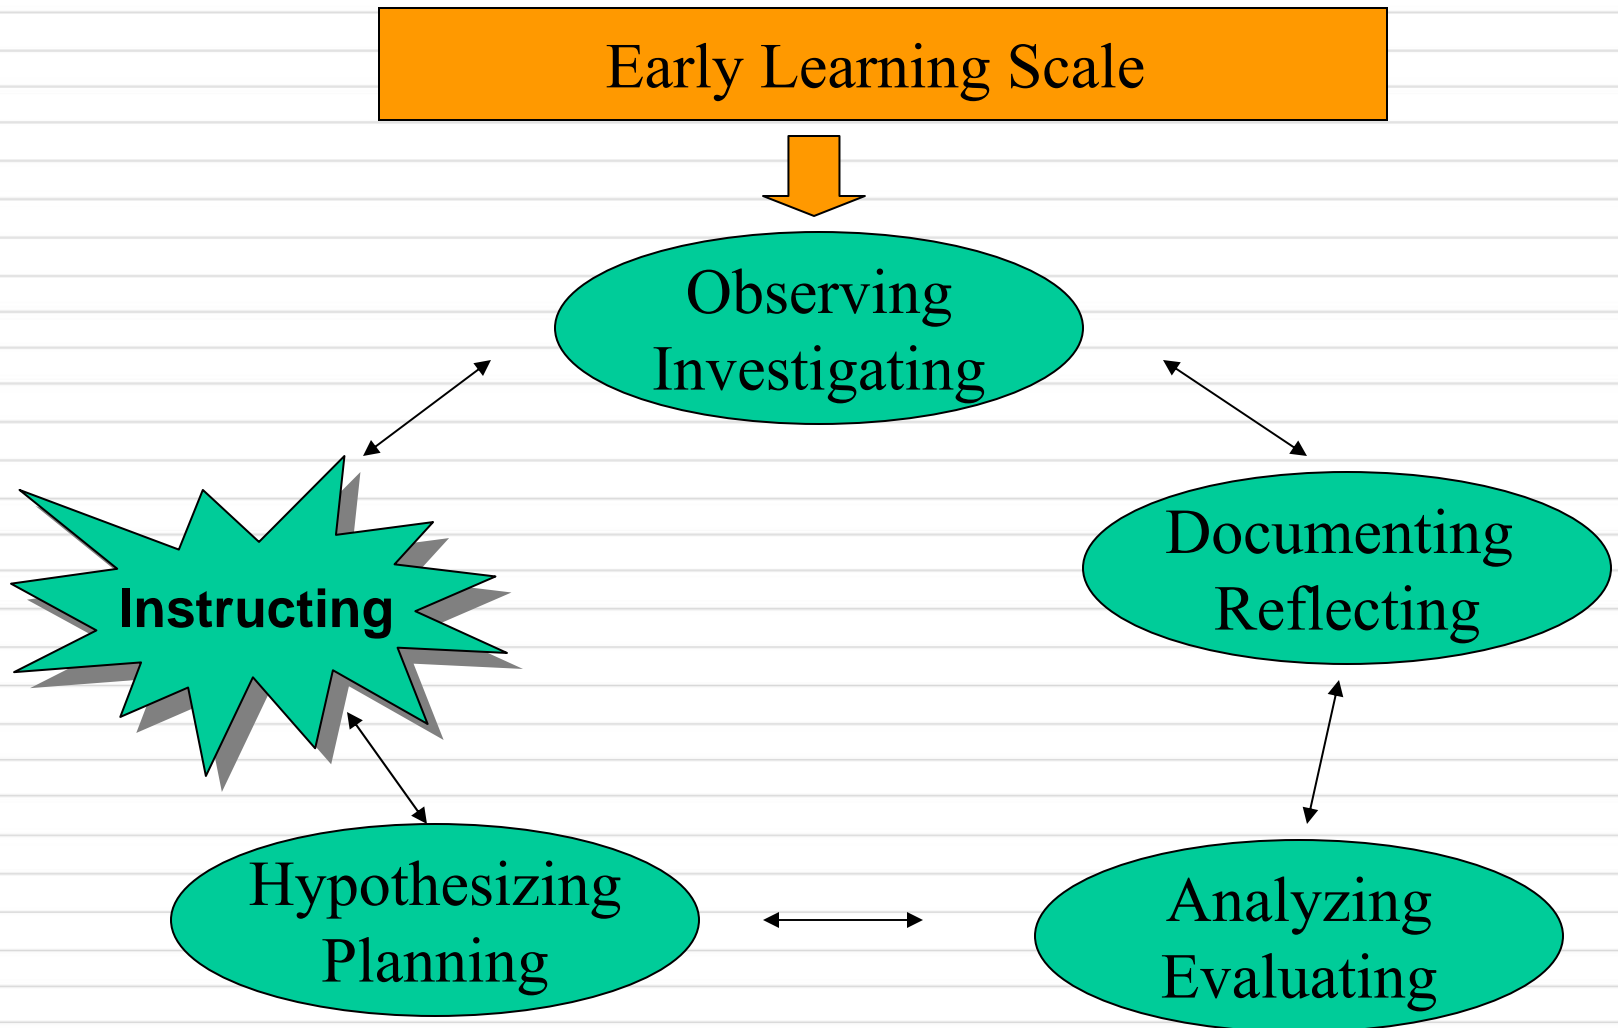 Early Learning Scale
Observing
Investigating
Instructing
Documenting
Reflecting
Hypothesizing
Planning
Analyzing
Evaluating